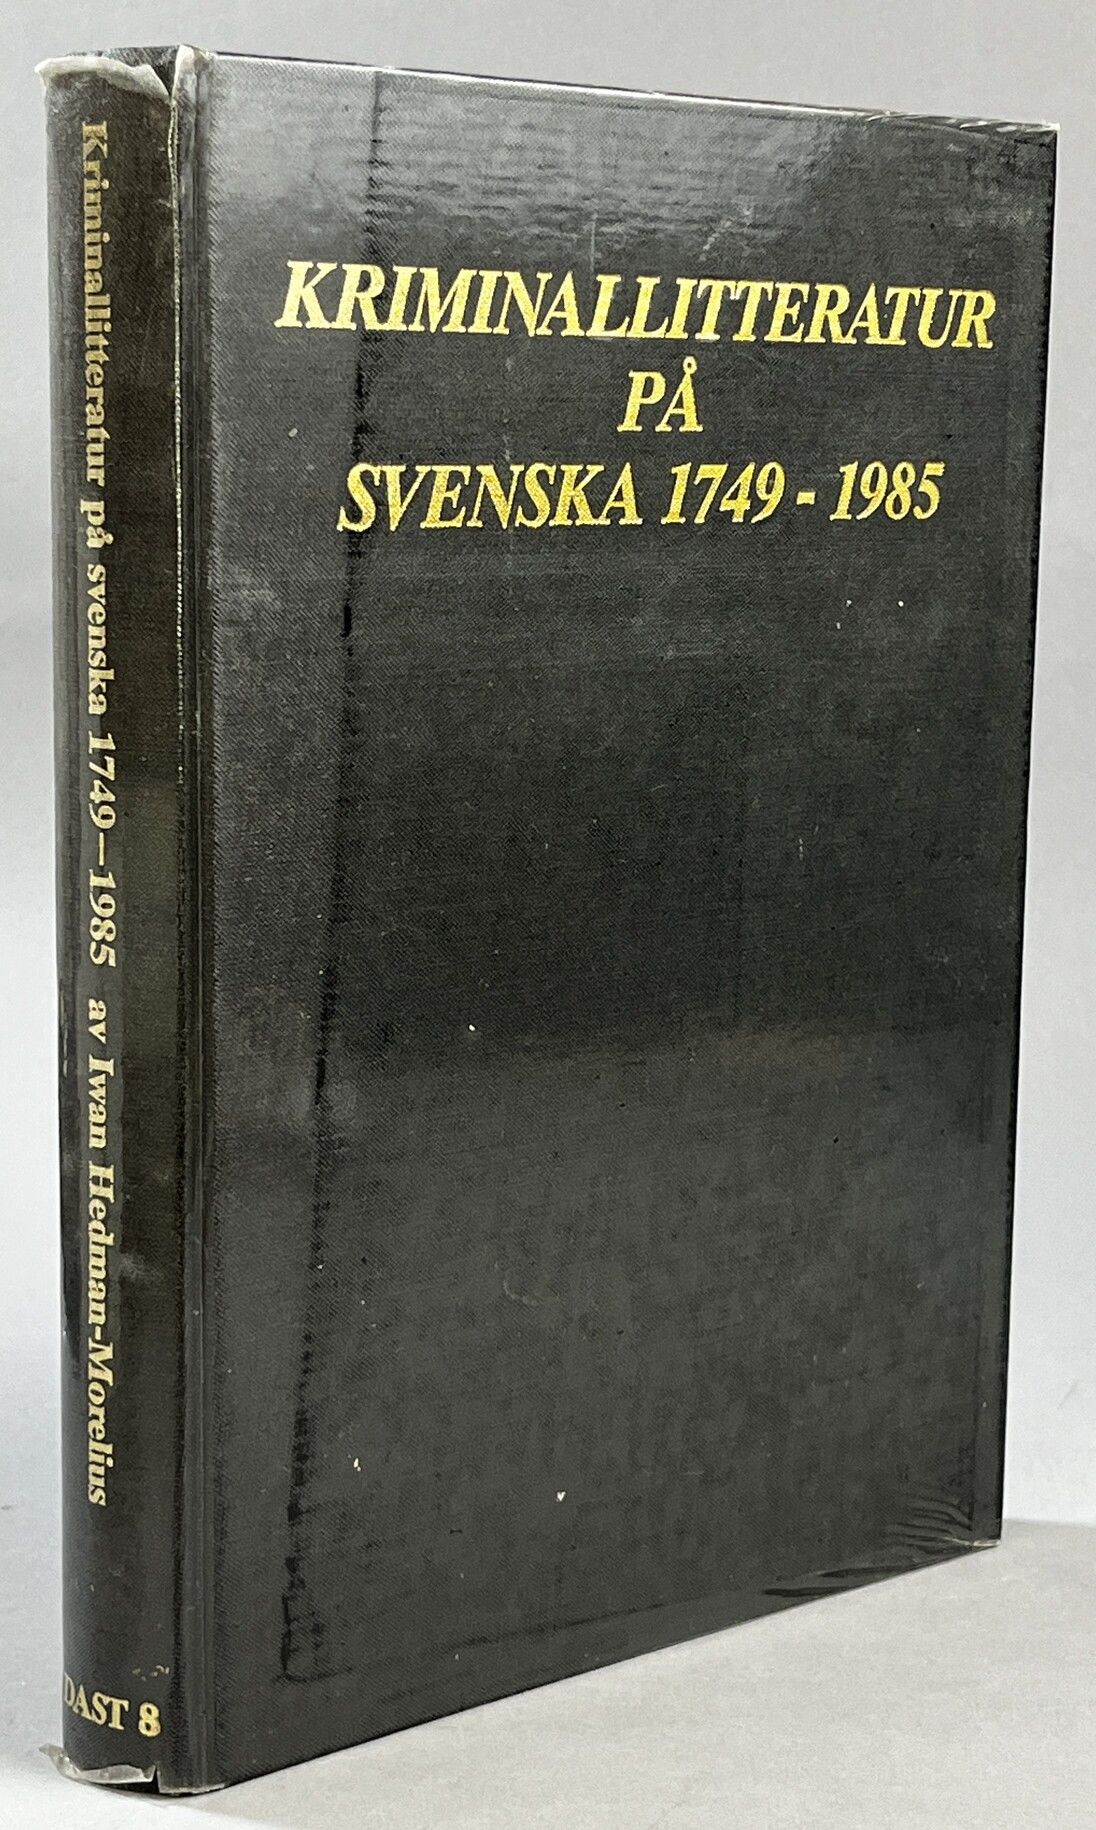 KRIMINALLITTERATUR
PÅ
SVENSKA 1749 - 1985
Kriminallitteratur på svenska 1749–1985 av Iwan Hedman-Morelius
DAST 8